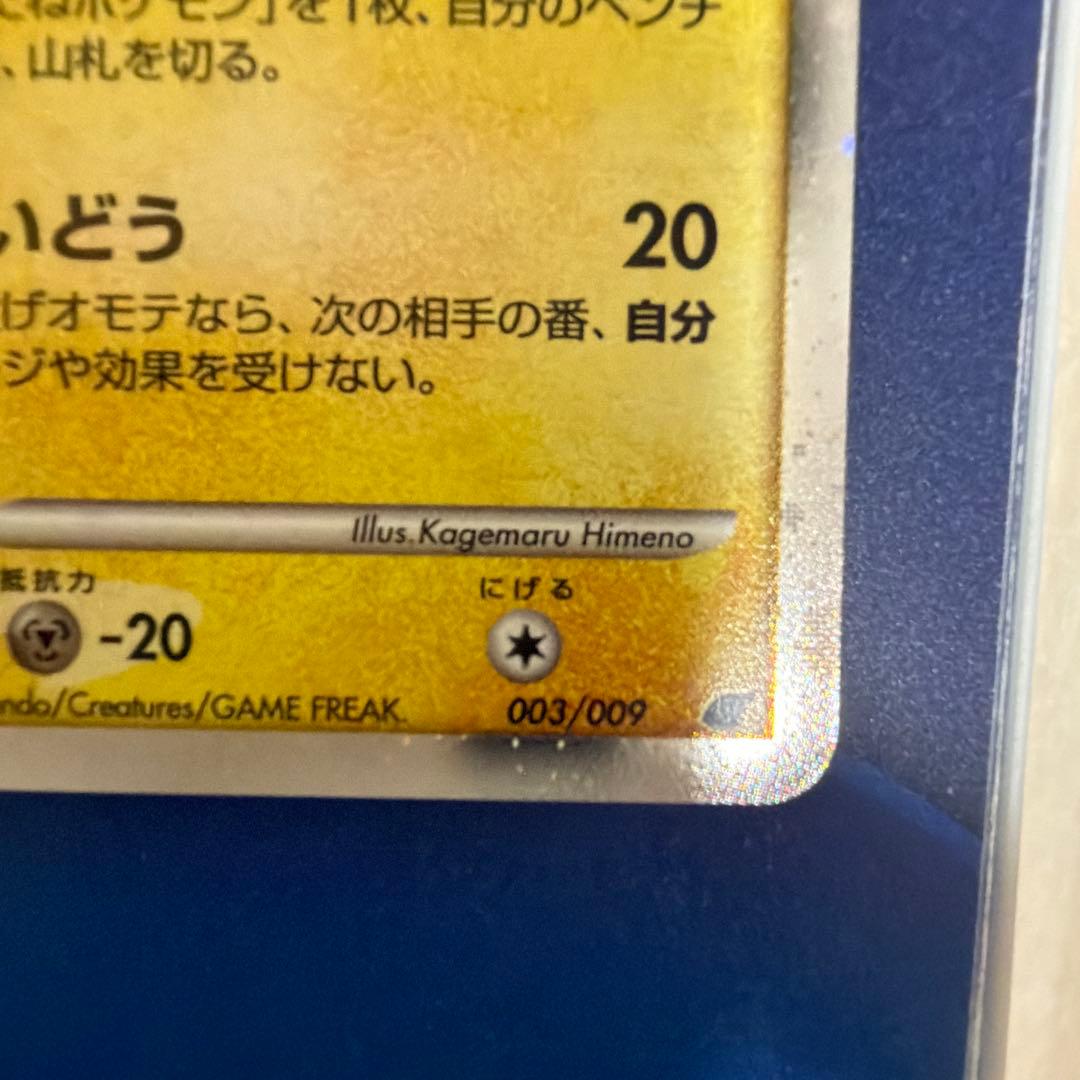 たねポケモン」を1枚、自分のベンチ
、山札を切る。
いどう 20
げオモテなら、次の相手の番、自分
ジや効果を受けない。
Illus. Kagemaru Himeno
抵抗力 にげる
-20
ndo/Creatures/GAME FREAK. 003/009